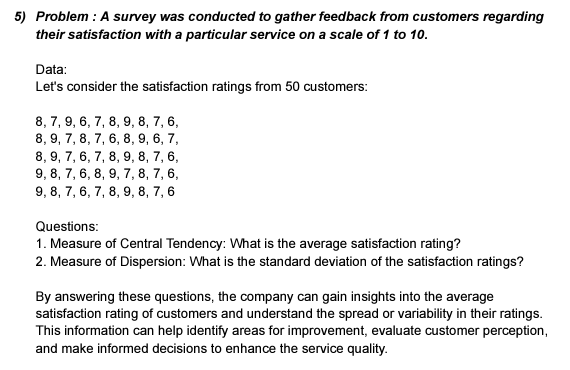 5) Problem : A survey was conducted to gather feedback from customers regarding
their satisfaction with a particular service on a scale of 1 to 10.
Data:
Let's consider the satisfaction ratings from 50 customers:
8, 7, 9, 6, 7, 8, 9, 8, 7, 6,
8, 9, 7, 8, 7, 6, 8, 9, 6, 7,
8, 9, 7, 6, 7, 8, 9, 8, 7, 6,
9, 8, 7, 6, 8, 9, 7, 8, 7, 6,
9, 8, 7, 6, 7, 8, 9, 8, 7, 6
Questions:
1. Measure of Central Tendency: What is the average satisfaction rating?
2. Measure of Dispersion: What is the standard deviation of the satisfaction ratings?
By answering these questions, the company can gain insights into the average
satisfaction rating of customers and understand the spread or variability in their ratings.
This information can help identify areas for improvement, evaluate customer perception,
and make informed decisions to enhance the service quality.